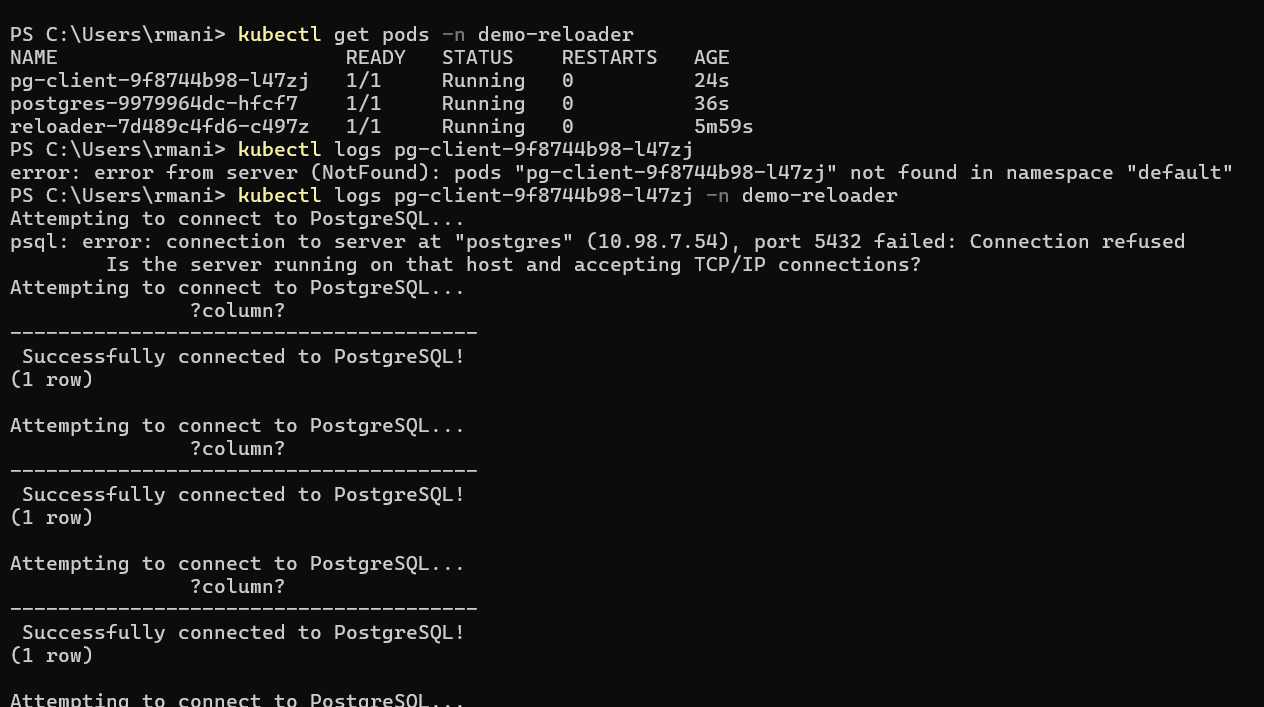 PS C:\Users\rmani> kubectl get pods -n demo-reloader
NAME                        READY   STATUS    RESTARTS   AGE
pg-client-9f8744b98-l47zj   1/1     Running   0          24s
postgres-9979964dc-hfcf7    1/1     Running   0          36s
reloader-7d489c4fd6-c497z   1/1     Running   0          5m59s
PS C:\Users\rmani> kubectl logs pg-client-9f8744b98-l47zj
error: error from server (NotFound): pods "pg-client-9f8744b98-l47zj" not found in namespace "default"
PS C:\Users\rmani> kubectl logs pg-client-9f8744b98-l47zj -n demo-reloader
Attempting to connect to PostgreSQL...
psql: error: connection to server at "postgres" (10.98.7.54), port 5432 failed: Connection refused
        Is the server running on that host and accepting TCP/IP connections?
Attempting to connect to PostgreSQL...
               ?column?
---------------------------------------
 Successfully connected to PostgreSQL!
(1 row)

Attempting to connect to PostgreSQL...
               ?column?
---------------------------------------
 Successfully connected to PostgreSQL!
(1 row)

Attempting to connect to PostgreSQL...
               ?column?
---------------------------------------
 Successfully connected to PostgreSQL!
(1 row)

Attempting to connect to PostgreSQL...